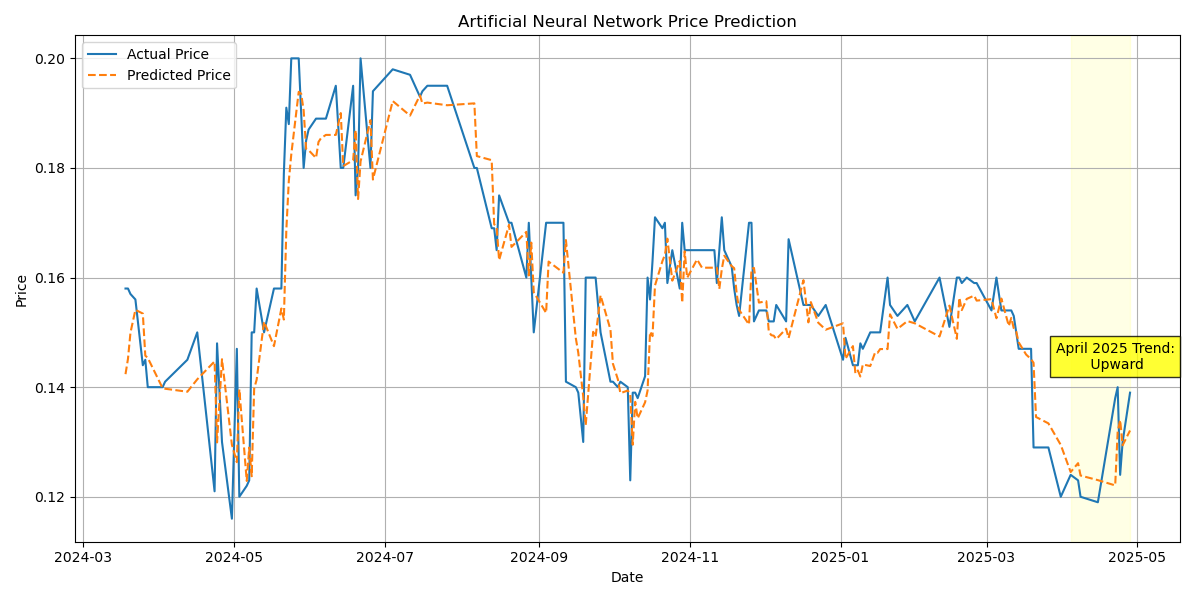 Artificial Neural Network Price Prediction
Actual Price
Predicted Price
Price
0.20
0.18
0.16
0.14
0.12
April 2025 Trend:
Upward
2024-03
2024-05
2024-07
2024-09
2024-11
2025-01
2025-03
2025-05
Date